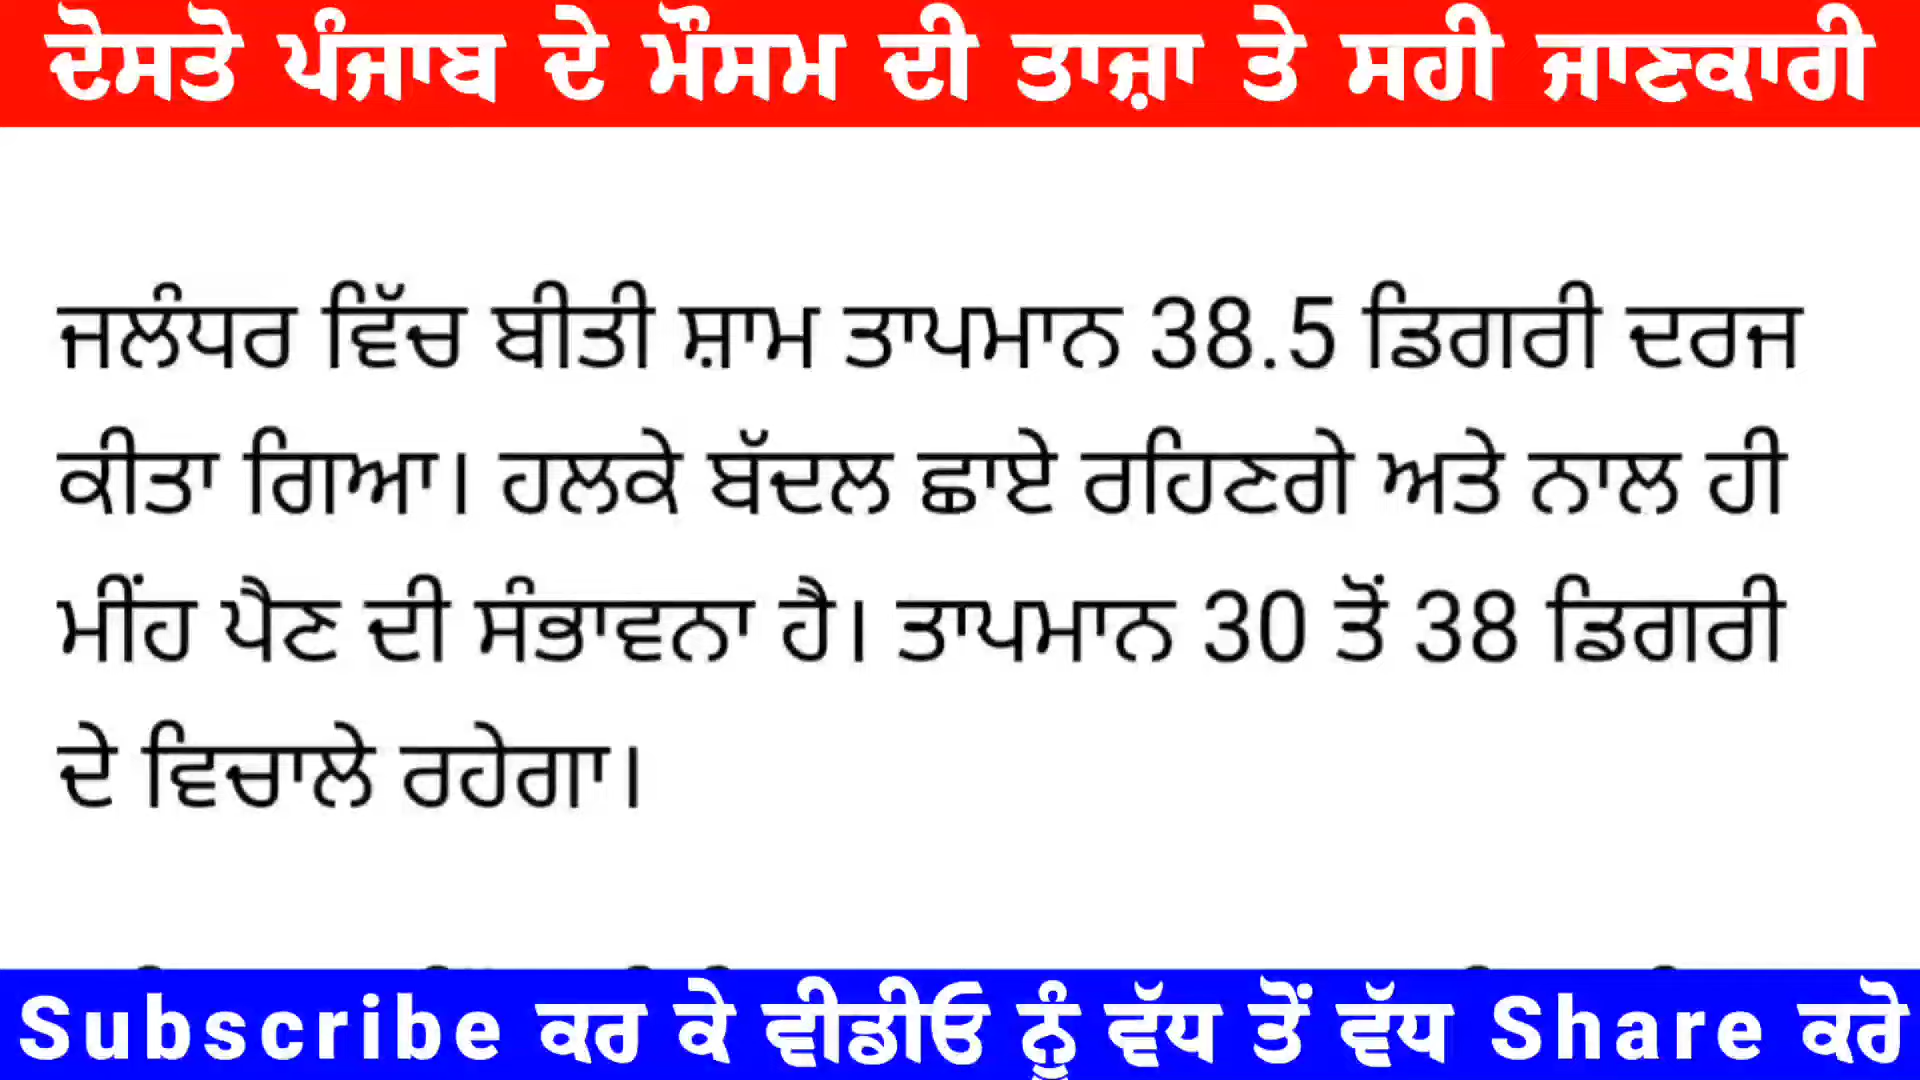 ਦੋਸਤੋ ਪੰਜਾਬ ਦੇ ਮੌਸਮ ਦੀ ਤਾਜ਼ਾ ਤੇ ਸਹੀ ਜਾਣਕਾਰੀ
ਜਲੰਧਰ ਵਿੱਚ ਬੀਤੀ ਸ਼ਾਮ ਤਾਪਮਾਨ 38.5 ਡਿਗਰੀ ਦਰਜ
ਕੀਤਾ ਗਿਆ। ਹਲਕੇ ਬੱਦਲ ਛਾਏ ਰਹਿਣਗੇ ਅਤੇ ਨਾਲ ਹੀ
ਮੀਂਹ ਪੈਣ ਦੀ ਸੰਭਾਵਨਾ ਹੈ। ਤਾਪਮਾਨ 30 ਤੋਂ 38 ਡਿਗਰੀ
ਦੇ ਵਿਚਾਲੇ ਰਹੇਗਾ।
Subscribe ਕਰ ਕੇ ਵੀਡੀਓ ਨੂੰ ਵੱਧ ਤੋਂ ਵੱਧ Share ਕਰੋ